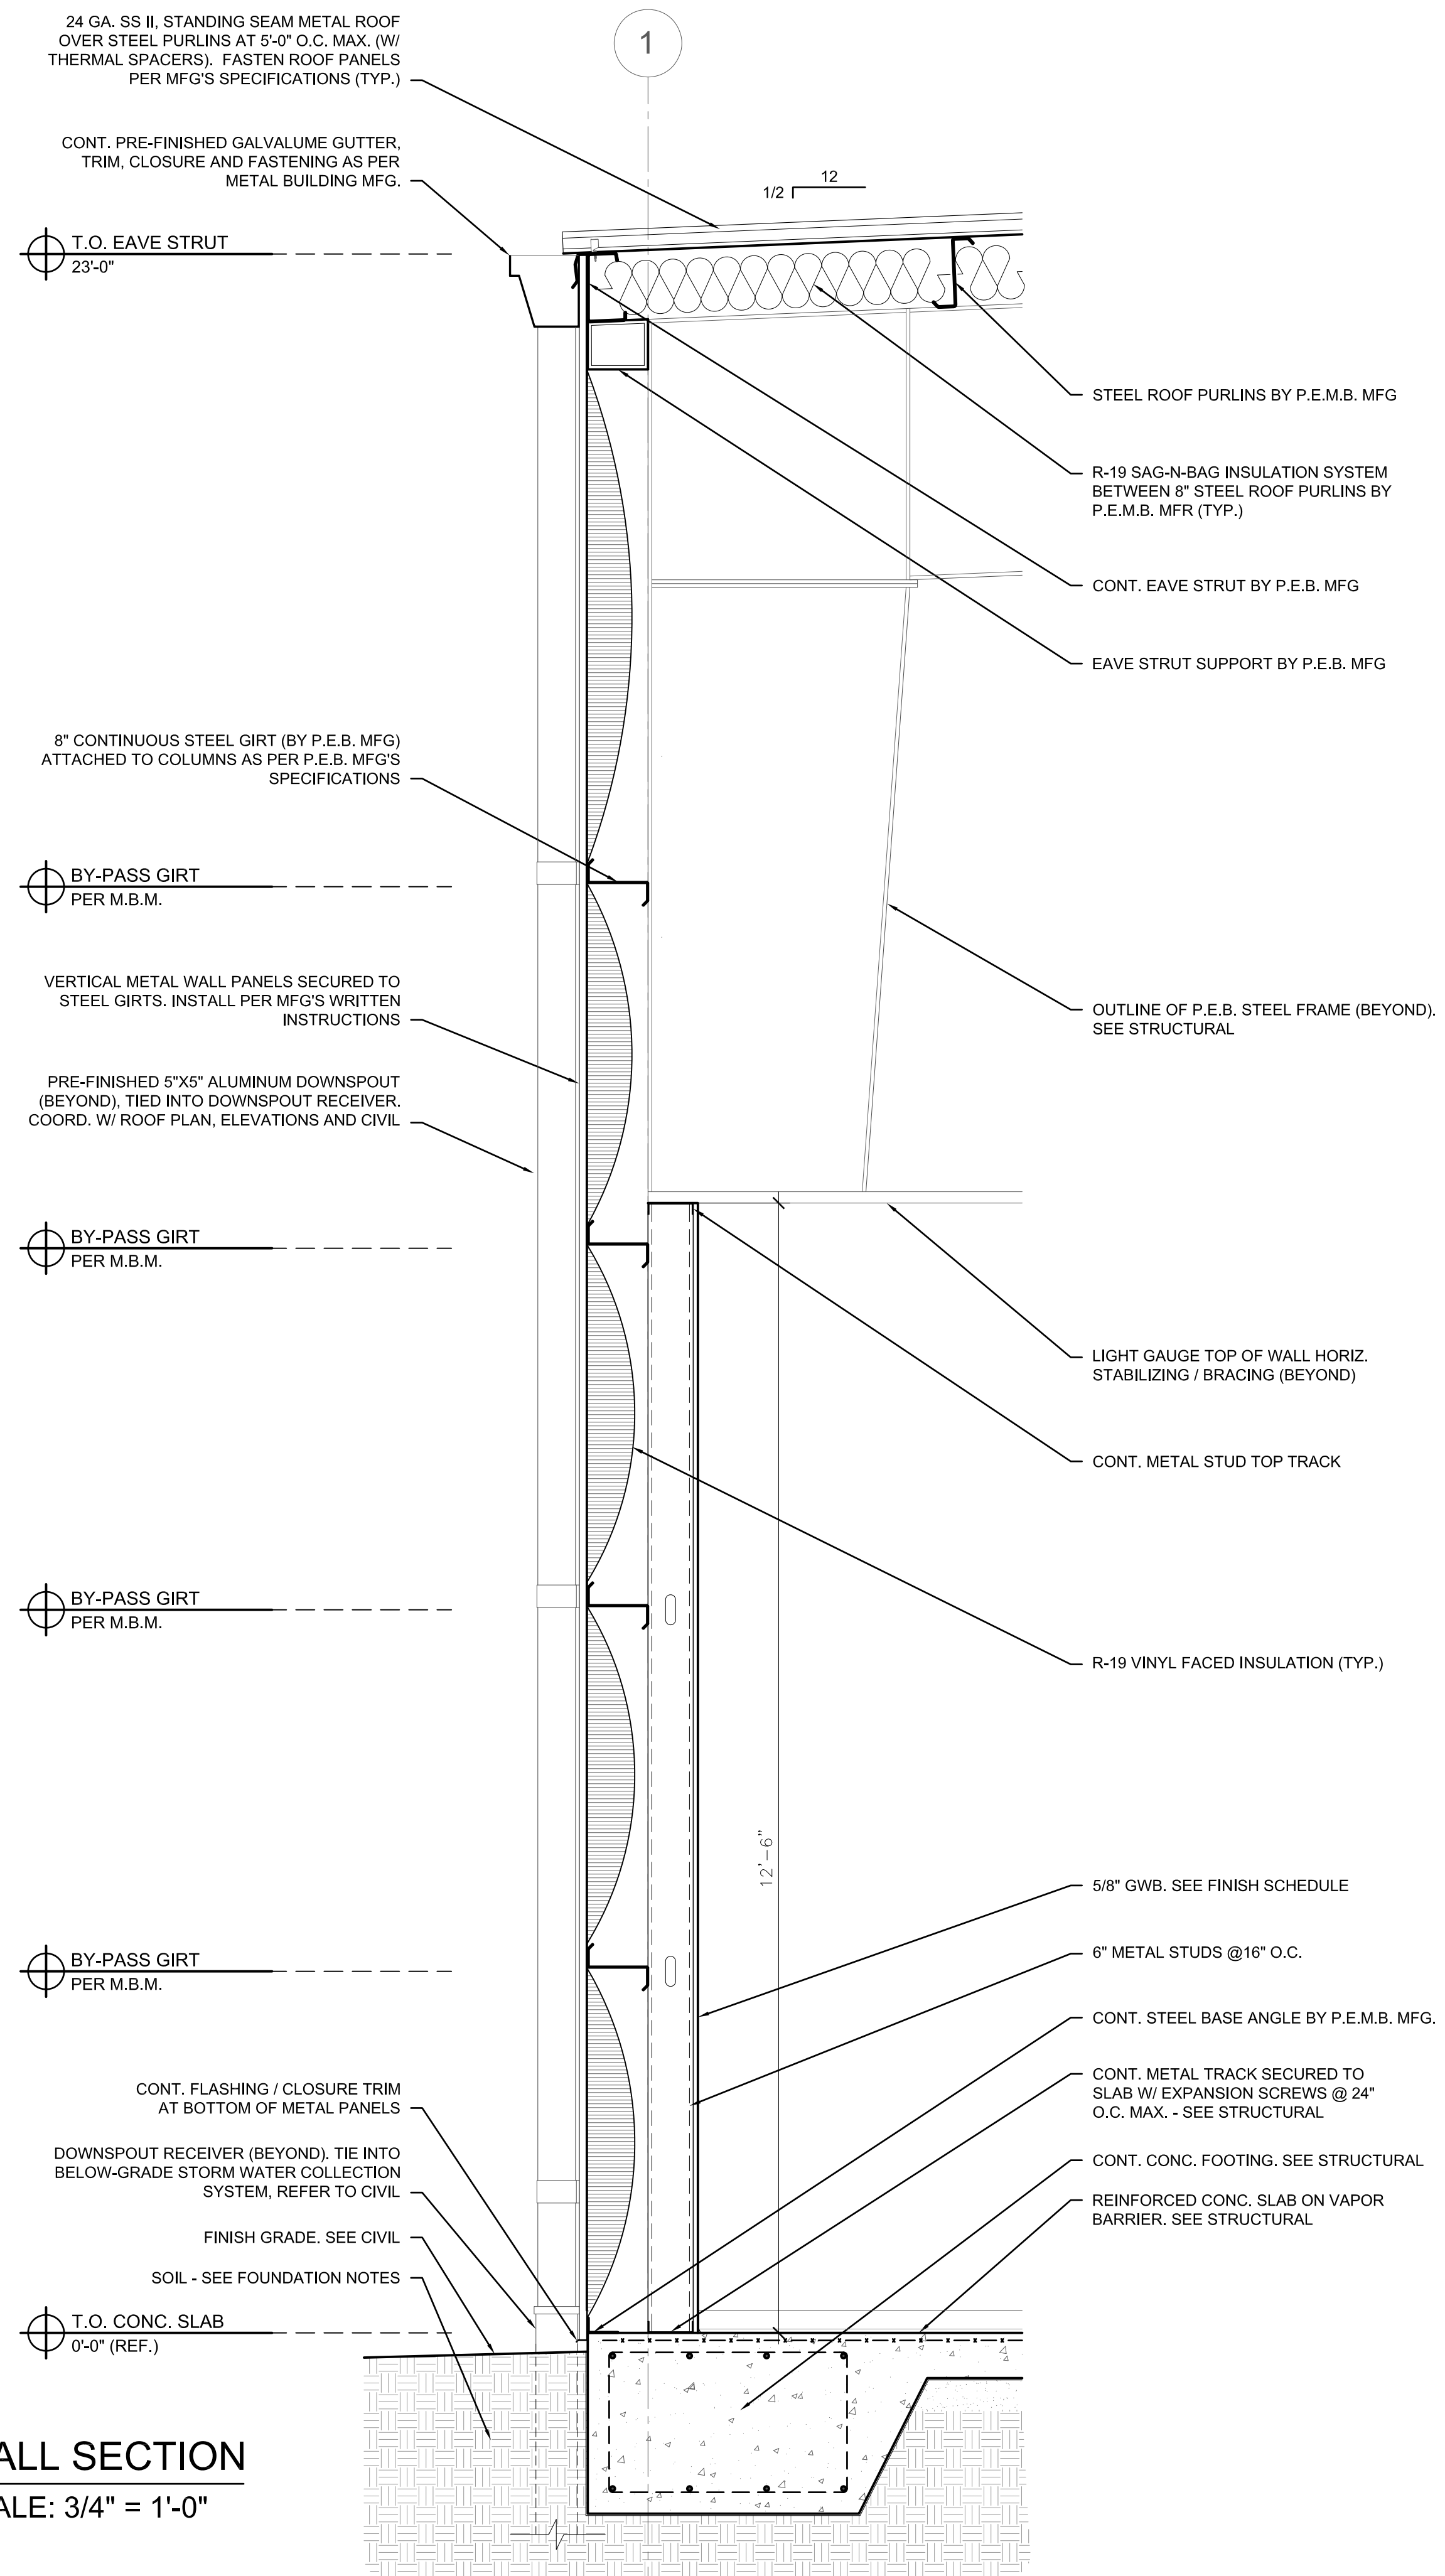 24 GA. SS II, STANDING SEAM METAL ROOF
OVER STEEL PURLINS AT 5'-0" O.C. MAX. (W/
THERMAL SPACERS).  FASTEN ROOF PANELS
PER MFG'S SPECIFICATIONS (TYP.)
1
CONT. PRE-FINISHED GALVALUME GUTTER,
TRIM, CLOSURE AND FASTENING AS PER
METAL BUILDING MFG.
12
1/2
T.O. EAVE STRUT
23'-0"
STEEL ROOF PURLINS BY P.E.M.B. MFG
R-19 SAG-N-BAG INSULATION SYSTEM
BETWEEN 8" STEEL ROOF PURLINS BY
P.E.M.B. MFR (TYP.)
CONT. EAVE STRUT BY P.E.B. MFG
EAVE STRUT SUPPORT BY P.E.B. MFG
8" CONTINUOUS STEEL GIRT (BY P.E.B. MFG)
ATTACHED TO COLUMNS AS PER P.E.B. MFG'S
SPECIFICATIONS
BY-PASS GIRT
PER M.B.M.
VERTICAL METAL WALL PANELS SECURED TO
STEEL GIRTS. INSTALL PER MFG'S WRITTEN
INSTRUCTIONS
OUTLINE OF P.E.B. STEEL FRAME (BEYOND).
SEE STRUCTURAL
PRE-FINISHED 5"X5" ALUMINUM DOWNSPOUT
(BEYOND), TIED INTO DOWNSPOUT RECEIVER.
COORD. W/ ROOF PLAN, ELEVATIONS AND CIVIL
BY-PASS GIRT
PER M.B.M.
LIGHT GAUGE TOP OF WALL HORIZ.
STABILIZING / BRACING (BEYOND)
CONT. METAL STUD TOP TRACK
BY-PASS GIRT
PER M.B.M.
R-19 VINYL FACED INSULATION (TYP.)
12'-6"
5/8" GWB. SEE FINISH SCHEDULE
6" METAL STUDS @16" O.C.
BY-PASS GIRT
PER M.B.M.
CONT. STEEL BASE ANGLE BY P.E.M.B. MFG.
CONT. METAL TRACK SECURED TO
SLAB W/ EXPANSION SCREWS @ 24"
O.C. MAX. - SEE STRUCTURAL
CONT. FLASHING / CLOSURE TRIM
AT BOTTOM OF METAL PANELS
DOWNSPOUT RECEIVER (BEYOND). TIE INTO
BELOW-GRADE STORM WATER COLLECTION
SYSTEM, REFER TO CIVIL
CONT. CONC. FOOTING. SEE STRUCTURAL
REINFORCED CONC. SLAB ON VAPOR
BARRIER. SEE STRUCTURAL
FINISH GRADE. SEE CIVIL
SOIL - SEE FOUNDATION NOTES
T.O. CONC. SLAB
0'-0" (REF.)
ALL SECTION
ALE: 3/4" = 1'-0"